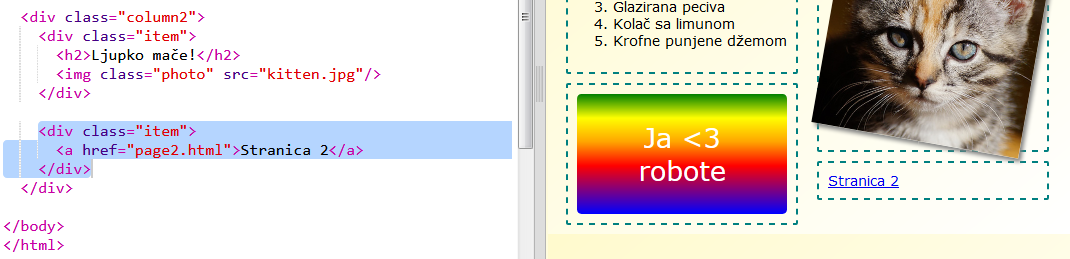 <div class="column2">
<div class="item">
<h2>Ljupko mače!</h2>
<img class="photo" src="kitten.jpg"/>
</div>
<div class="item">
<a href="page2.html">Stranica 2</a>
</div>
</div>
</body>
</html>
3. Glazirana peciva
4. Kolač sa limunom
5. Krofne punjene džemom
Ja <3
robote
Stranica 2